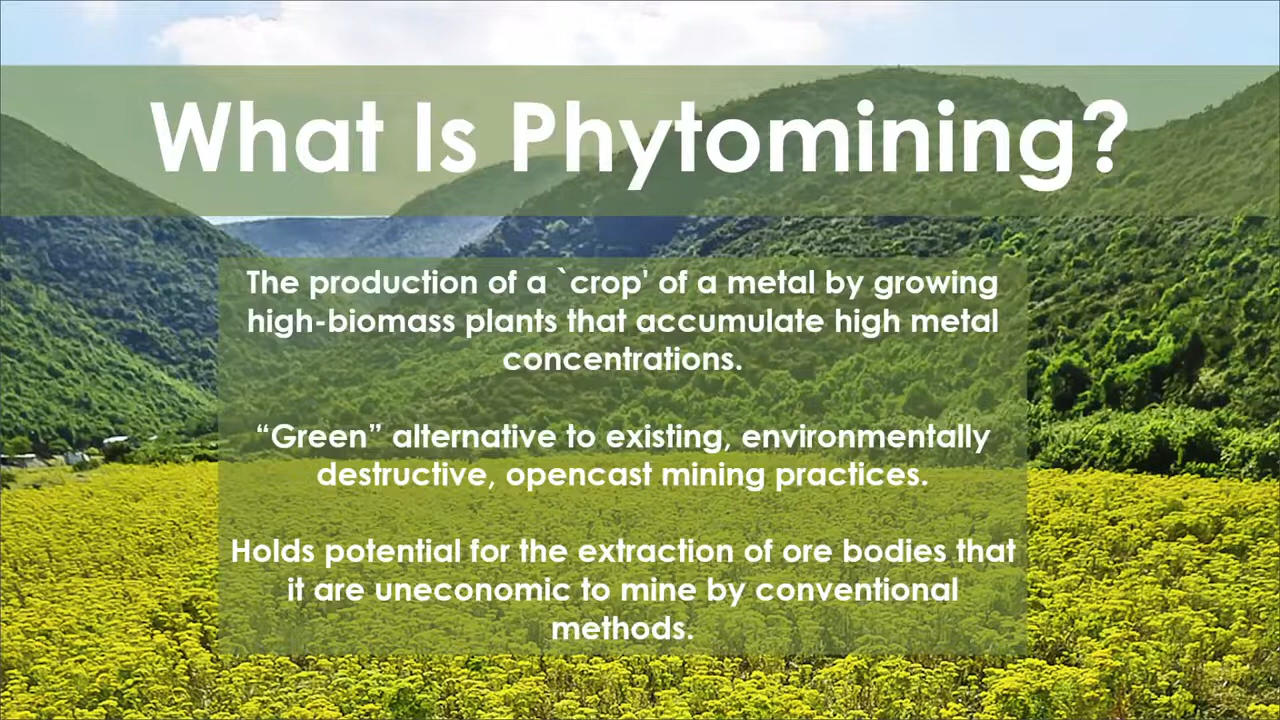 What Is Phytomining?
The production of a `crop' of a metal by growing
high-biomass plants that accumulate high metal
concentrations.
“Green” alternative to existing, environmentally
destructive, opencast mining practices.
Holds potential for the extraction of ore bodies that
it are uneconomic to mine by conventional
methods.